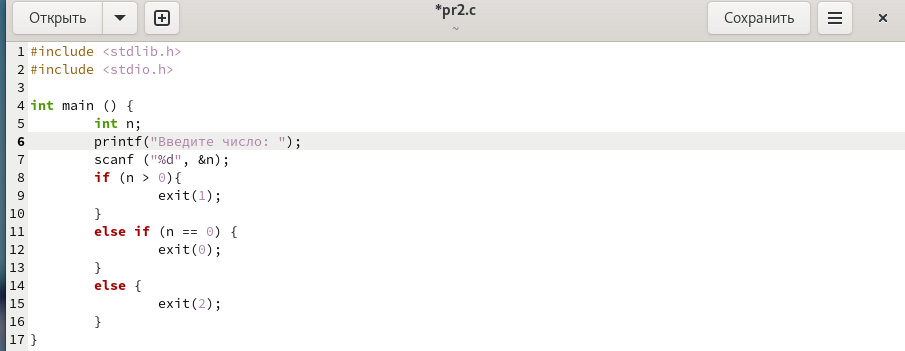 Открыть
*pr2.c
~
Сохранить
1 #include <stdlib.h>
2 #include <stdio.h>
3
4 int main () {
5         int n;
6         printf("Введите число: ");
7         scanf ("%d", &n);
8         if (n > 0){
9                 exit(1);
10         }
11         else if (n == 0) {
12                 exit(0);
13         }
14         else {
15                 exit(2);
16         }
17 }